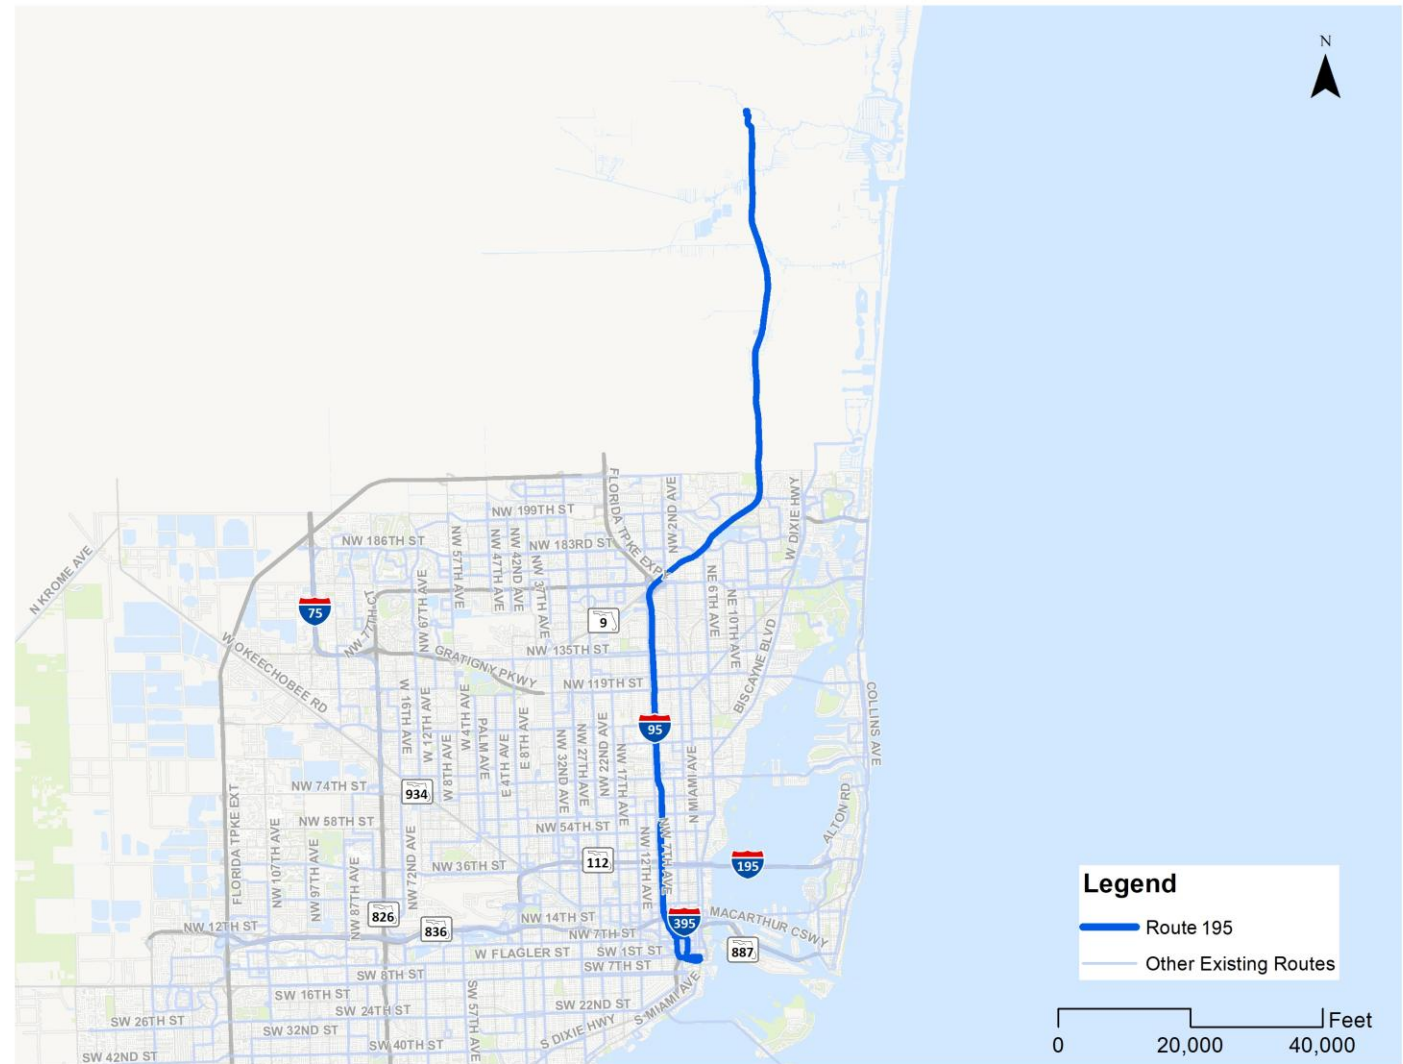 N
NW 199TH ST
FLORIDA TPKE EXT
NW 2ND AVE
W DIXIE HWY
NW 186TH ST
NW 183RD ST
N KROME AVE
NW 57TH AVE
NW 47TH AVE
NW 42ND AVE
NW 37TH AVE
NW 67TH AVE
NW 77TH CT
NE 6TH AVE
NE 10TH AVE
75
9
NW 135TH ST
GRATIGNY PKWY
W OKEECHOBEE RD
NW 119TH ST
BISCAYNE BLVD
COLLINS AVE
W 16TH AVE
W 12TH AVE
W 8TH AVE
W 4TH AVE
PALM AVE
E 4TH AVE
E 8TH AVE
NW 32ND AVE
NW 27TH AVE
NW 22ND AVE
NW 17TH AVE
95
N MIAMI AVE
NW 74TH ST
934
FLORIDA TPKE EXT
NW 58TH ST
NW 54TH ST
ALTON RD
NW 107TH AVE
NW 97TH AVE
NW 87TH AVE
NW 72ND AVE
NW 36TH ST
112
NW 12TH AVE
NW 7TH AVE
195
NW 12TH ST
826
836
NW 14TH ST
NW 7TH ST
395
MACARTHUR CSWY
887
W FLAGLER ST
SW 1ST ST
SW 8TH ST
SW 7TH ST
SW 16TH ST
SW 24TH ST
SW 57TH AVE
SW 22ND ST
S MIAMI AVE
SW 26TH ST
SW 32ND ST
S DIXIE HWY
SW 42ND ST
SW 40TH ST
Legend
Route 195
Other Existing Routes
Feet
0 20,000 40,000